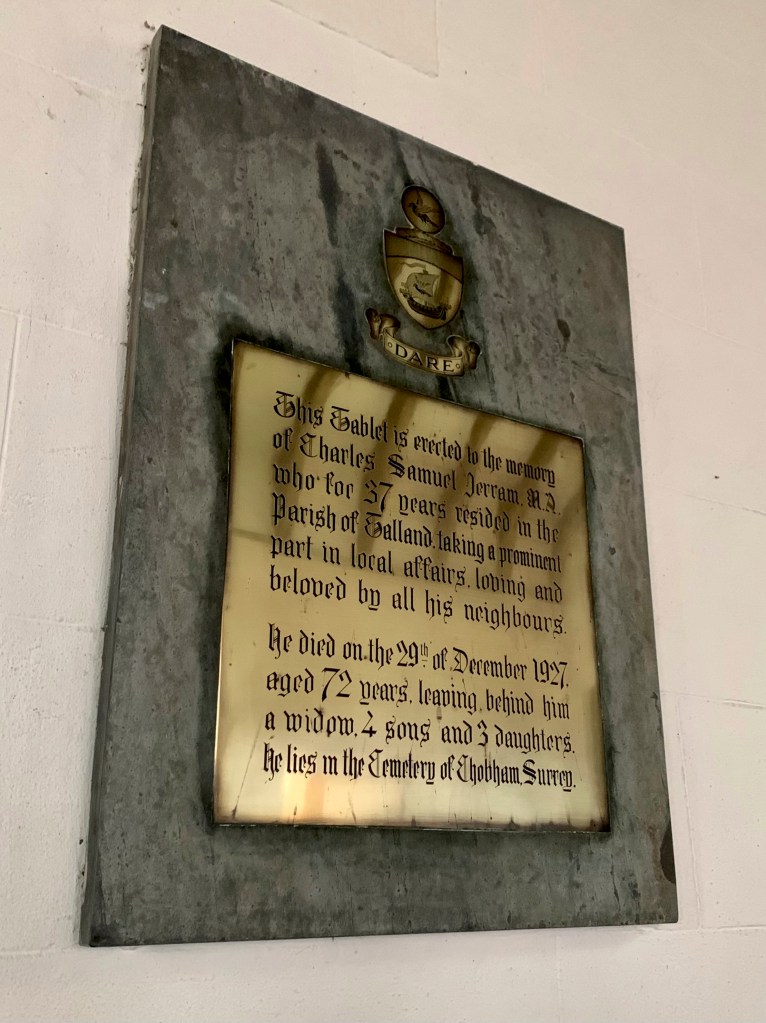 DARE
This Tablet is erected to the memory
of Charles Samuel Jerram, M.A.
who for 37 years resided in the
Parish of Talland, taking a prominent
part in local affairs, loving and
beloved by all his neighbours.
He died on the 29th of December 1927,
aged 72 years, leaving behind him
a widow, 4 sons and 3 daughters.
He lies in the Cemetery of Chobham, Surrey.